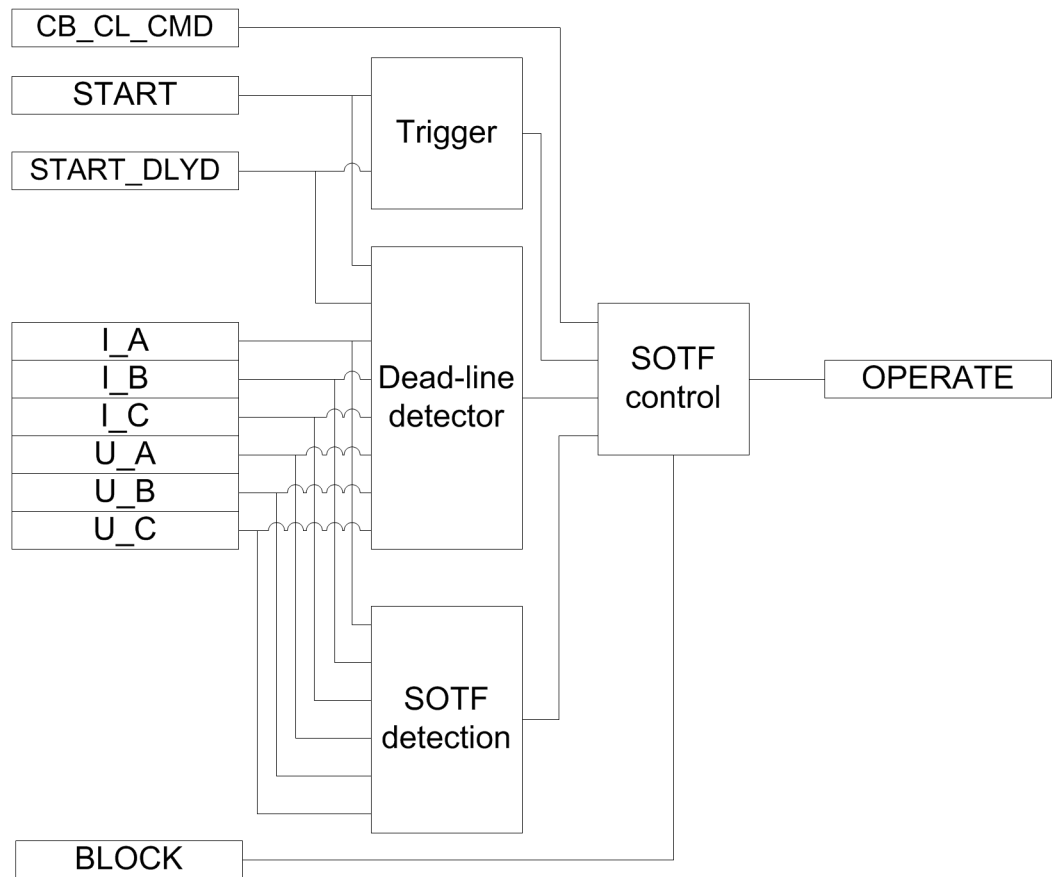 CB_CL_CMD
START
Trigger
START_DLYD
I_A
I_B
I_C
U_A
U_B
U_C
Dead-line
detector
SOTF
control
OPERATE
SOTF
detection
BLOCK